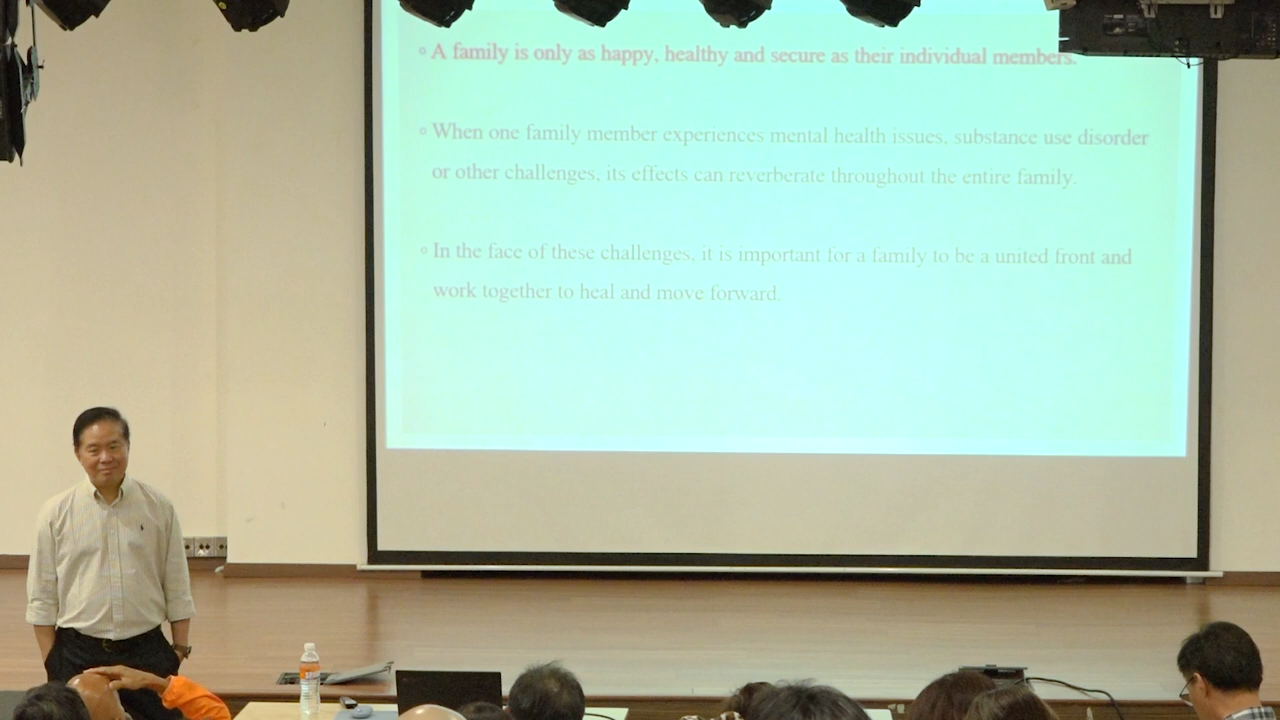 A family is only as happy, healthy and secure as their individual members.
When one family member experiences mental health issues, substance use disorder
or other challenges, its effects can reverberate throughout the entire family.
In the face of these challenges, it is important for a family to be a united front and
work together to heal and move forward.